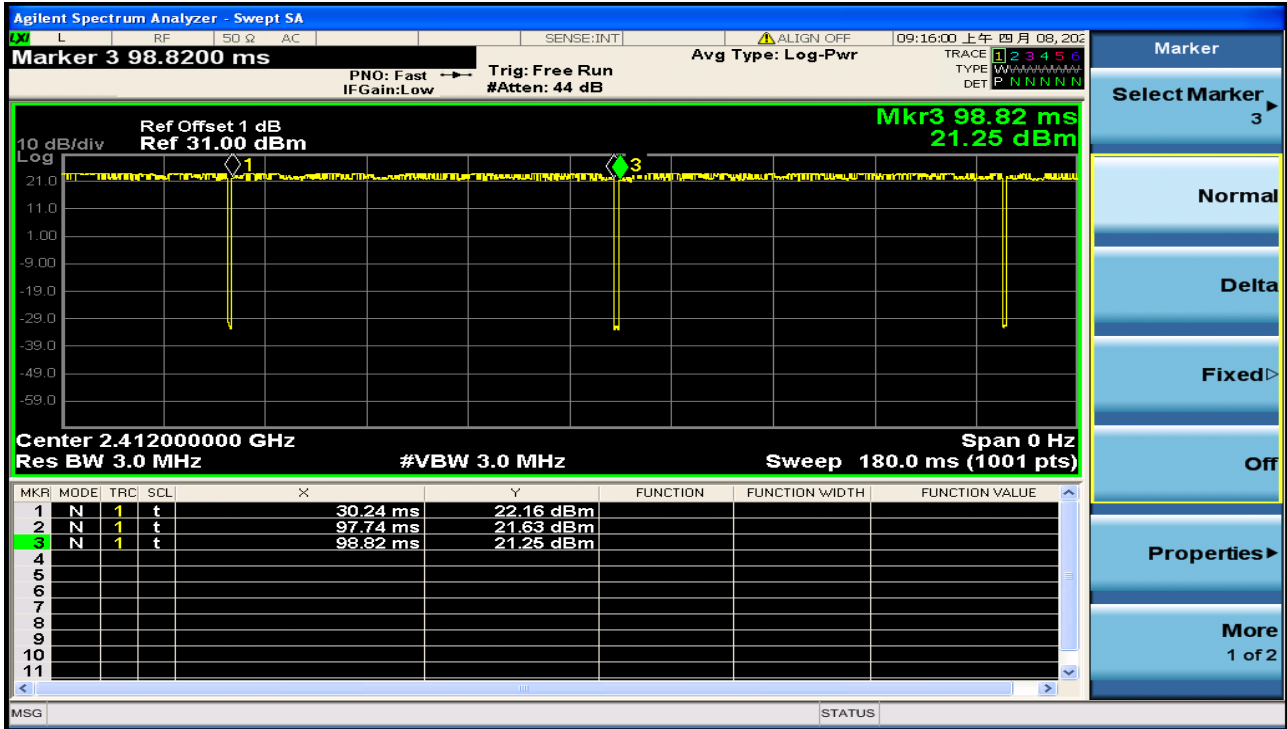 Agilent Spectrum Analyzer - Swept SA
LXI L RF 50 Ω AC SENSE:INT ALIGN OFF 09:16:00 上午 四月 08, 202
Marker 3 98.8200 ms
PNO: Fast
IFGain:Low
Trig: Free Run
#Atten: 44 dB
Avg Type: Log-Pwr
TRACE 1 2 3 4 5 6
TYPE W
DET P N N N N N
Ref Offset 1 dB
Ref 31.00 dBm
10 dB/div
Log
Mkr3 98.82 ms
21.25 dBm
1
3
21.0
11.0
1.00
-9.00
-19.0
-29.0
-39.0
-49.0
-59.0
Center 2.412000000 GHz
Span 0 Hz
Res BW 3.0 MHz
#VBW 3.0 MHz
Sweep 180.0 ms (1001 pts)
MKR MODE TRC SCL X Y FUNCTION FUNCTION WIDTH FUNCTION VALUE
1 N 1 t 30.24 ms 22.16 dBm
2 N 1 t 97.74 ms 21.63 dBm
3 N 1 t 98.82 ms 21.25 dBm
4
5
6
7
8
9
10
11
MSG
STATUS
Marker
Select Marker
3
Normal
Delta
Fixed
Off
Properties
More
1 of 2